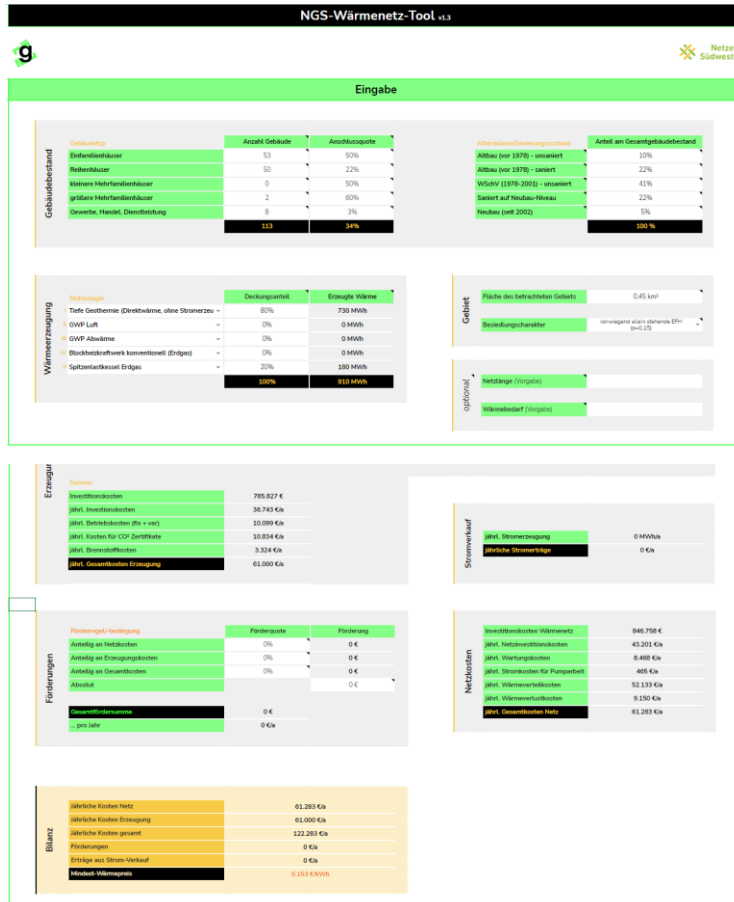 NGS-Wärmenetz-Tool v1.3
g
Netze
Südwest
Eingabe
Gebäudebestand
Gebäudetyp Anzahl Gebäude Anschlussquote
Einfamilienhäuser 53 50%
Reihenhäuser 50 22%
kleinere Mehrfamilienhäuser 0 50%
größere Mehrfamilienhäuser 2 60%
Gewerbe, Handel, Dienstleistung 8 3%
113 34%
Altersklasse/Sanierungszustand Anteil am Gesamtgebäudebestand
Altbau (vor 1978) - unsaniert 10%
Altbau (vor 1978) - saniert 22%
WSchV (1978-2001) - unsaniert 41%
Saniert auf Neubau-Niveau 22%
Neubau (seit 2002) 5%
100 %
Wärmeerzeugung
Technologie Deckungsanteil Erzeugte Wärme
I Tiefe Geothermie (Direktwärme, ohne Stromerzeu 80% 730 MWh
II GWP Luft 0% 0 MWh
III GWP Abwärme 0% 0 MWh
IV Blockheizkraftwerk konventionell (Erdgas) 0% 0 MWh
V Spitzenlastkessel Erdgas 20% 180 MWh
100% 910 MWh
Gebiet
Fläche des betrachteten Gebiets 0,45 km²
Besiedlungscharakter vorwiegend allein stehende EFH (e=0.15)
optional
Netzlänge (Vorgabe)
Wärmebedarf (Vorgabe)
Erzeugun
Summe
Investitionskosten 785.827 €
jährl. Investionskosten 36.743 €/a
jährl. Betriebskosten (fix + var) 10.099 €/a
jährl. Kosten für CO² Zertifikate 10.834 €/a
jährl. Brennstoffkosten 3.324 €/a
jährl. Gesamtkosten Erzeugung 61.000 €/a
Stromverkauf
jährl. Stromerzeugung 0 MWh/a
jährliche Stromerträge 0 €/a
Förderungen
Förderregel/-bedingung Förderquote Förderung
Anteilig an Netzkosten 0% 0 €
Anteilig an Erzeugungskosten 0% 0 €
Anteilig an Gesamtkosten 0% 0 €
Absolut 0 €
Gesamtfördersumme 0 €
... pro Jahr 0 €/a
Netzkosten
Investitionskosten Wärmenetz 846.758 €
jährl. Netzinvestitionskosten 43.201 €/a
jährl. Wartungskosten 8.468 €/a
jährl. Stromkosten für Pumparbeit 465 €/a
jährl. Wärmeverteilkosten 52.133 €/a
jährl. Wärmeverlustkosten 9.150 €/a
jährl. Gesamtkosten Netz 61.283 €/a
Bilanz
Jährliche Kosten Netz 61.283 €/a
Jährliche Kosten Erzeugung 61.000 €/a
Jährliche Kosten gesamt 122.283 €/a
Förderungen 0 €/a
Erträge aus Strom-Verkauf 0 €/a
Mindest-Wärmepreis 0,153 €/kWh